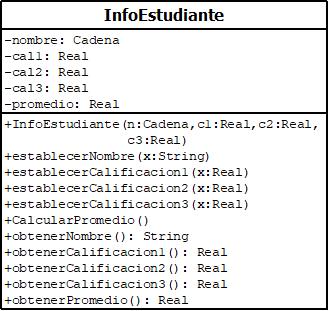 InfoEstudiante
-nombre: Cadena
-cal1: Real
-cal2: Real
-cal3: Real
-promedio: Real
+InfoEstudiante(n:Cadena,c1:Real,c2:Real,
c3:Real)
+establecerNombre(x:String)
+establecerCalificacion1(x:Real)
+establecerCalificacion2(x:Real)
+establecerCalificacion3(x:Real)
+CalcularPromedio()
+obtenerNombre(): String
+obtenerCalificacion1(): Real
+obtenerCalificacion2(): Real
+obtenerCalificacion3(): Real
+obtenerPromedio(): Real